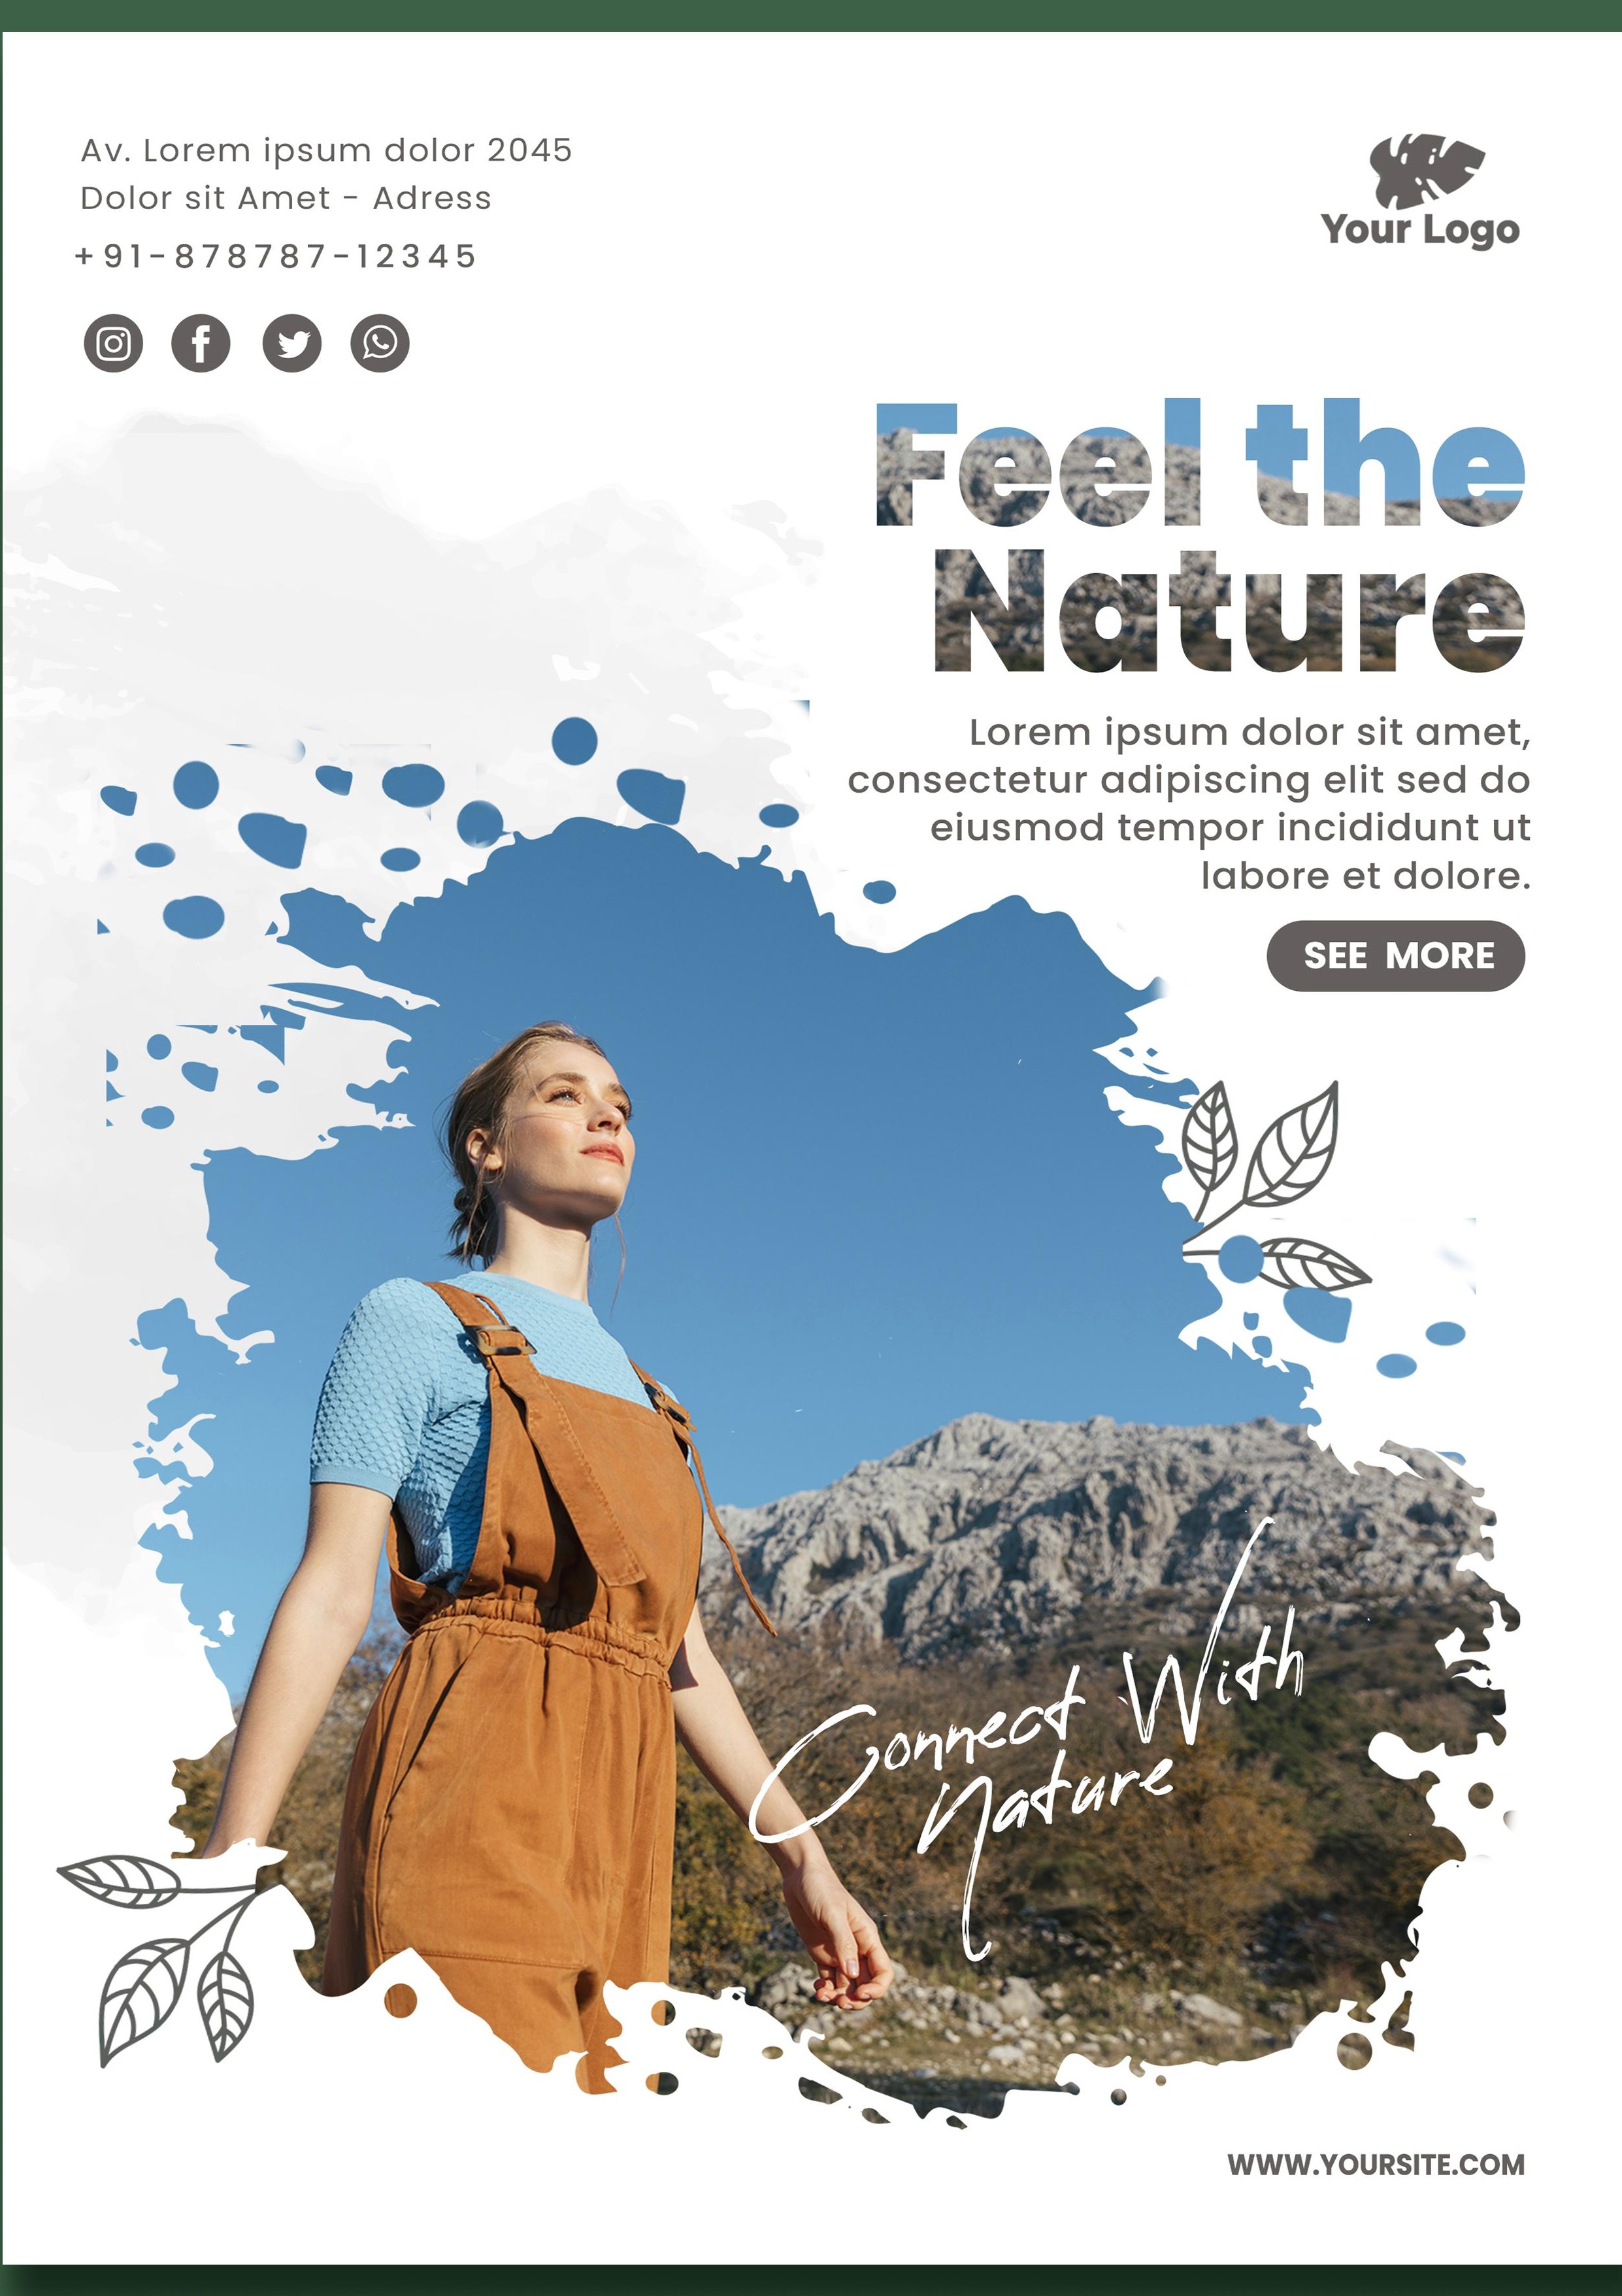 Av. Lorem ipsum dolor 2045
Dolor sit Amet - Adress
+91-878787-12345
Your Logo
Feel the
Nature
Lorem ipsum dolor sit amet,
consectetur adipiscing elit sed do
eiusmod tempor incididunt ut
labore et dolore.
SEE MORE
Connect With
Nature
WWW.YOURSITE.COM